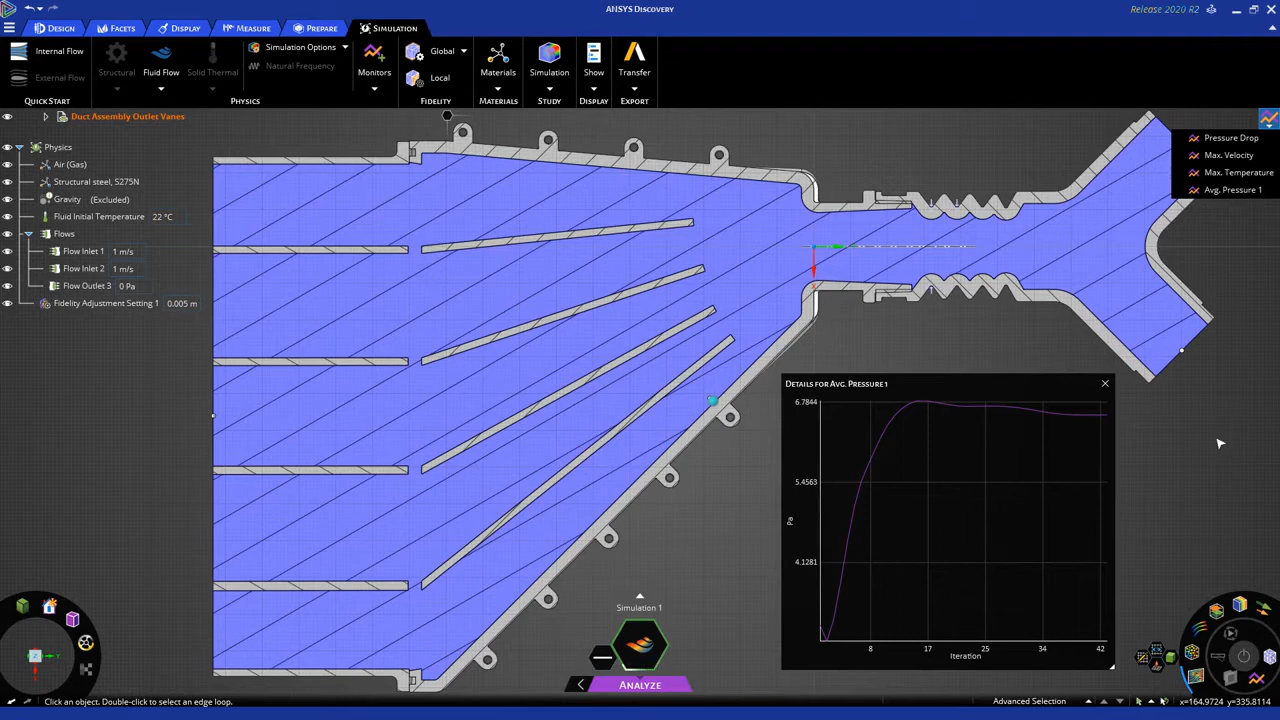 ANSYS Discovery
Release 2020 R2
DESIGN
FACETS
DISPLAY
MEASURE
PREPARE
SIMULATION
Internal Flow
External Flow
QUICK START
Structural
Fluid Flow
Solid Thermal
Simulation Options
Natural Frequency
PHYSICS
Monitors
Global
Local
FIDELITY
Materials
MATERIALS
Simulation
STUDY
Show
DISPLAY
Transfer
EXPORT
Duct Assembly Outlet Vanes
Physics
Air (Gas)
Structural steel, S275N
Gravity (Excluded)
Fluid Initial Temperature 22 °C
Flows
Flow Inlet 1 1 m/s
Flow Inlet 2 1 m/s
Flow Outlet 3 0 Pa
Fidelity Adjustment Setting 1 0.005 m
Pressure Drop
Max. Velocity
Max. Temperature
Avg. Pressure 1
DETAILS FOR AVG. PRESSURE 1
6.7844
5.4563
4.1281
Pa
8 17 25 34 42
Iteration
Simulation 1
ANALYZE
Z
Y
Click an object. Double-click to select an edge loop.
Advanced Selection
x=164.9724 y=335.8114